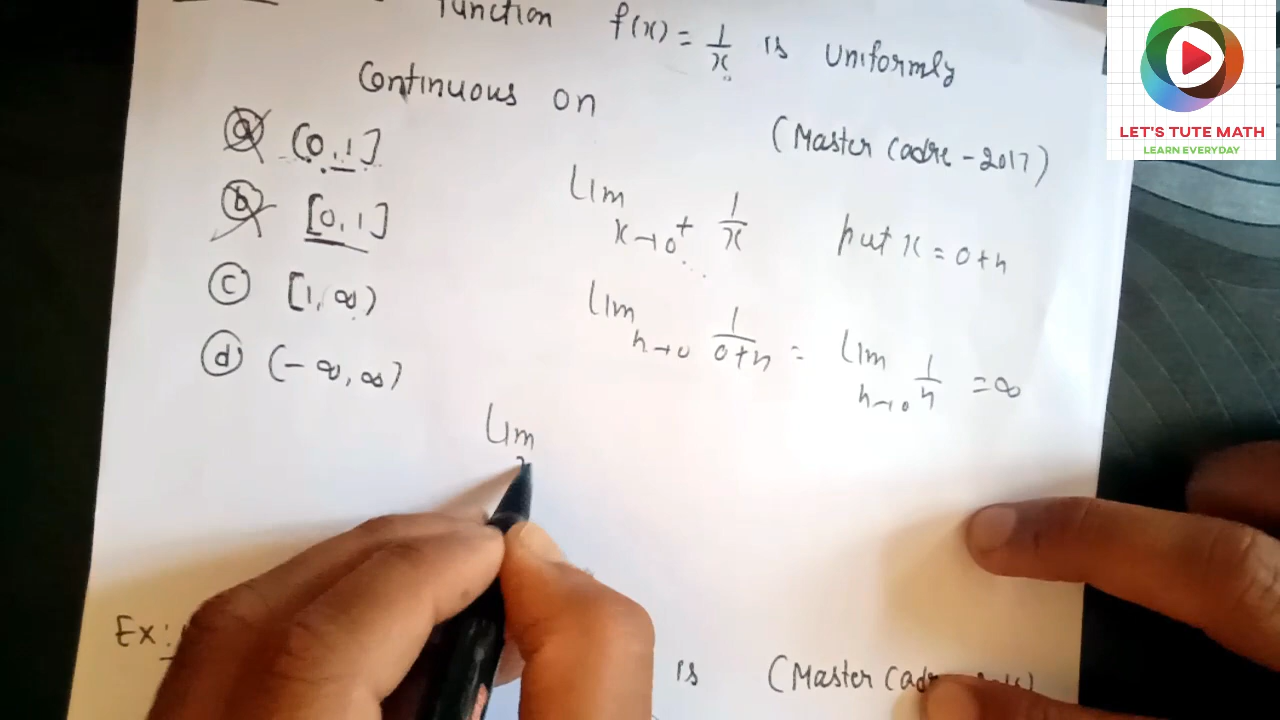 function f(x) = 1/x is uniformly
Continuous on
(Master Cadre - 2017)
(a) (0, 1]
(b) [0, 1]
(c) [1, ∞)
(d) (-∞, ∞)
Lim x→0+ 1/x put x = 0+h
Lim h→0 1/0+h = Lim h→0 1/h = ∞
Lim
Ex:
is (Master Cad
LET'S TUTE MATH
LEARN EVERYDAY